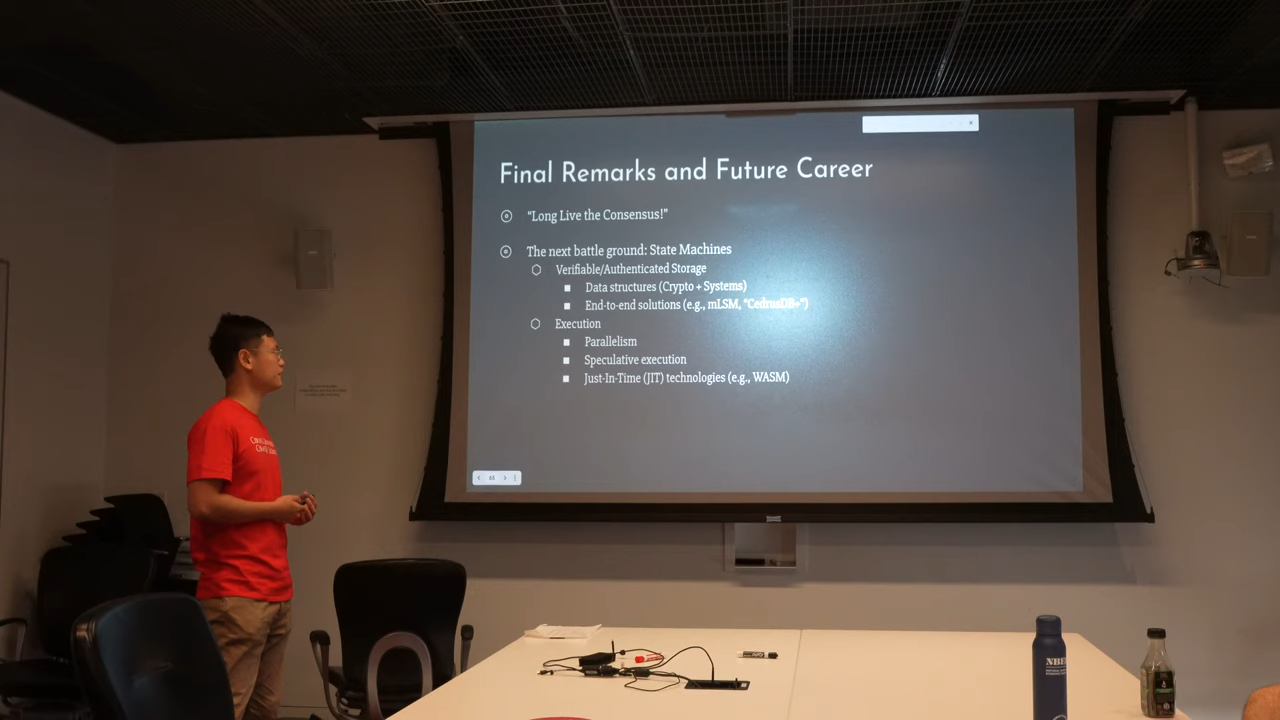 Final Remarks and Future Career
“Long Live the Consensus!”
The next battle ground: State Machines
Verifiable/Authenticated Storage
Data structures (Crypto + Systems)
End-to-end solutions (e.g., mLSM, “CedrusDB+”)
Execution
Parallelism
Speculative execution
Just-In-Time (JIT) technologies (e.g., WASM)